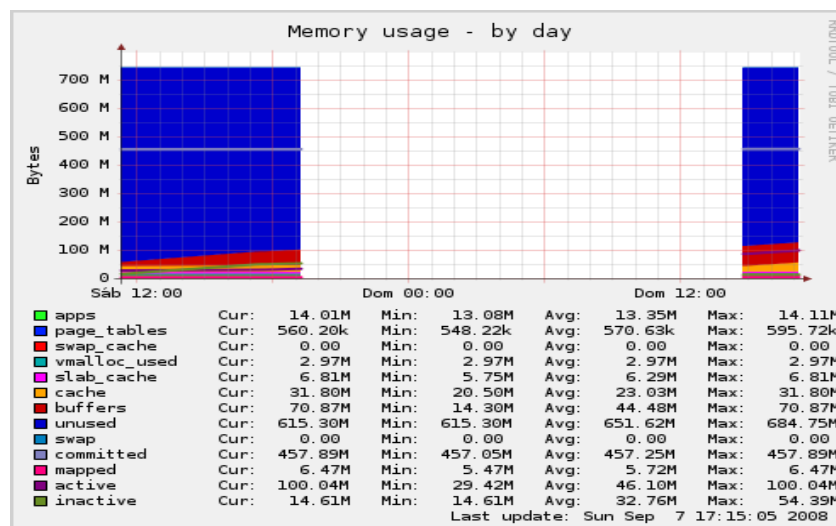 Memory usage - by day
RRDTOOL / TOBI OETIKER
Bytes
700 M
600 M
500 M
400 M
300 M
200 M
100 M
0
Sáb 12:00 Dom 00:00 Dom 12:00
apps Cur: 14.01M Min: 13.08M Avg: 13.35M Max: 14.11M
page_tables Cur: 560.20k Min: 548.22k Avg: 570.63k Max: 595.72k
swap_cache Cur: 0.00 Min: 0.00 Avg: 0.00 Max: 0.00
vmalloc_used Cur: 2.97M Min: 2.97M Avg: 2.97M Max: 2.97M
slab_cache Cur: 6.81M Min: 5.75M Avg: 6.29M Max: 6.81M
cache Cur: 31.80M Min: 20.50M Avg: 23.03M Max: 31.80M
buffers Cur: 70.87M Min: 14.30M Avg: 44.48M Max: 70.87M
unused Cur: 615.30M Min: 615.30M Avg: 651.62M Max: 684.75M
swap Cur: 0.00 Min: 0.00 Avg: 0.00 Max: 0.00
committed Cur: 457.89M Min: 457.05M Avg: 457.25M Max: 457.89M
mapped Cur: 6.47M Min: 5.47M Avg: 5.72M Max: 6.47M
active Cur: 100.04M Min: 29.42M Avg: 46.10M Max: 100.04M
inactive Cur: 14.61M Min: 14.61M Avg: 32.76M Max: 54.39M
Last update: Sun Sep 7 17:15:05 2008